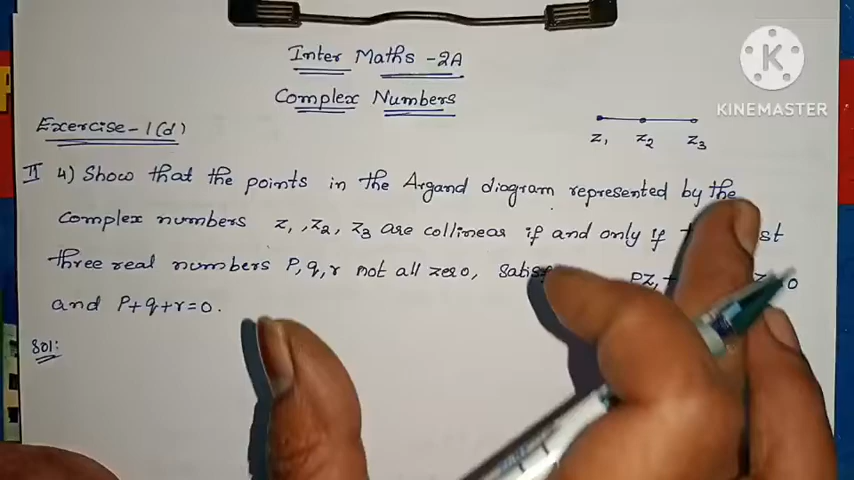 Inter Maths -2A
Complex Numbers
KINEMASTER
Exercise-1(d)
z1 z2 z3
II 4) Show that the points in the Argand diagram represented by the
Complex numbers z1, z2, z3 are collinear if and only if
three real numbers P, q, r not all zero, PZ1+
and P+q+r=0.
Sol: